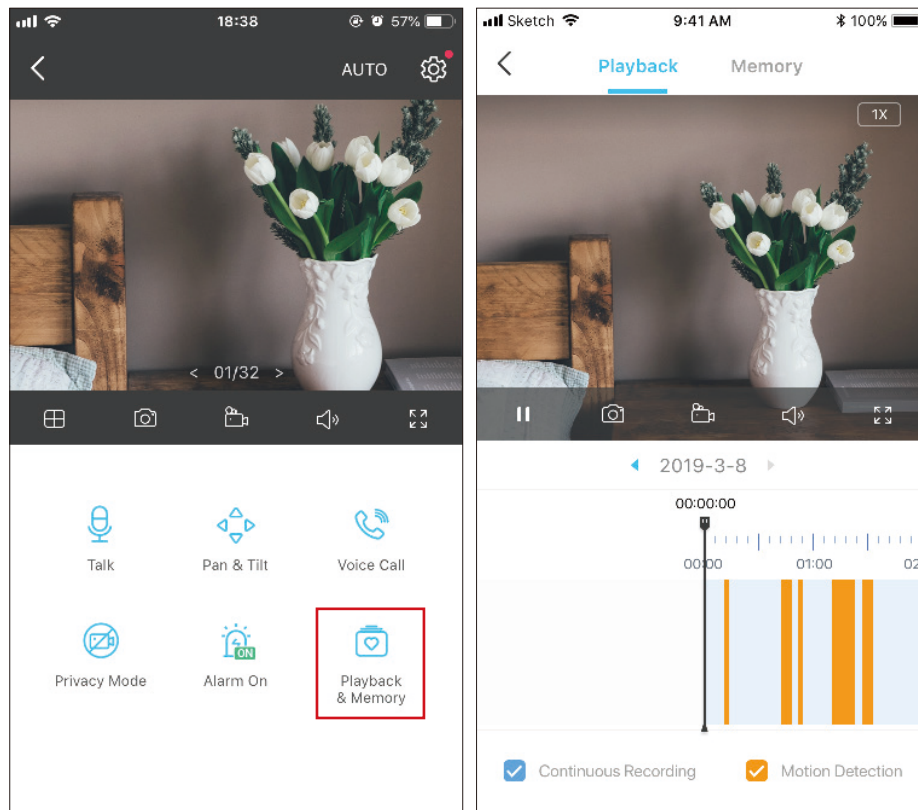 18:38
57%
AUTO
< 01/32 >
Talk
Pan & Tilt
Voice Call
Privacy Mode
ON
Alarm On
Playback
& Memory
Sketch
9:41 AM
100%
Playback
Memory
1X
2019-3-8
00:00:00
00:00
01:00
02
Continuous Recording
Motion Detection